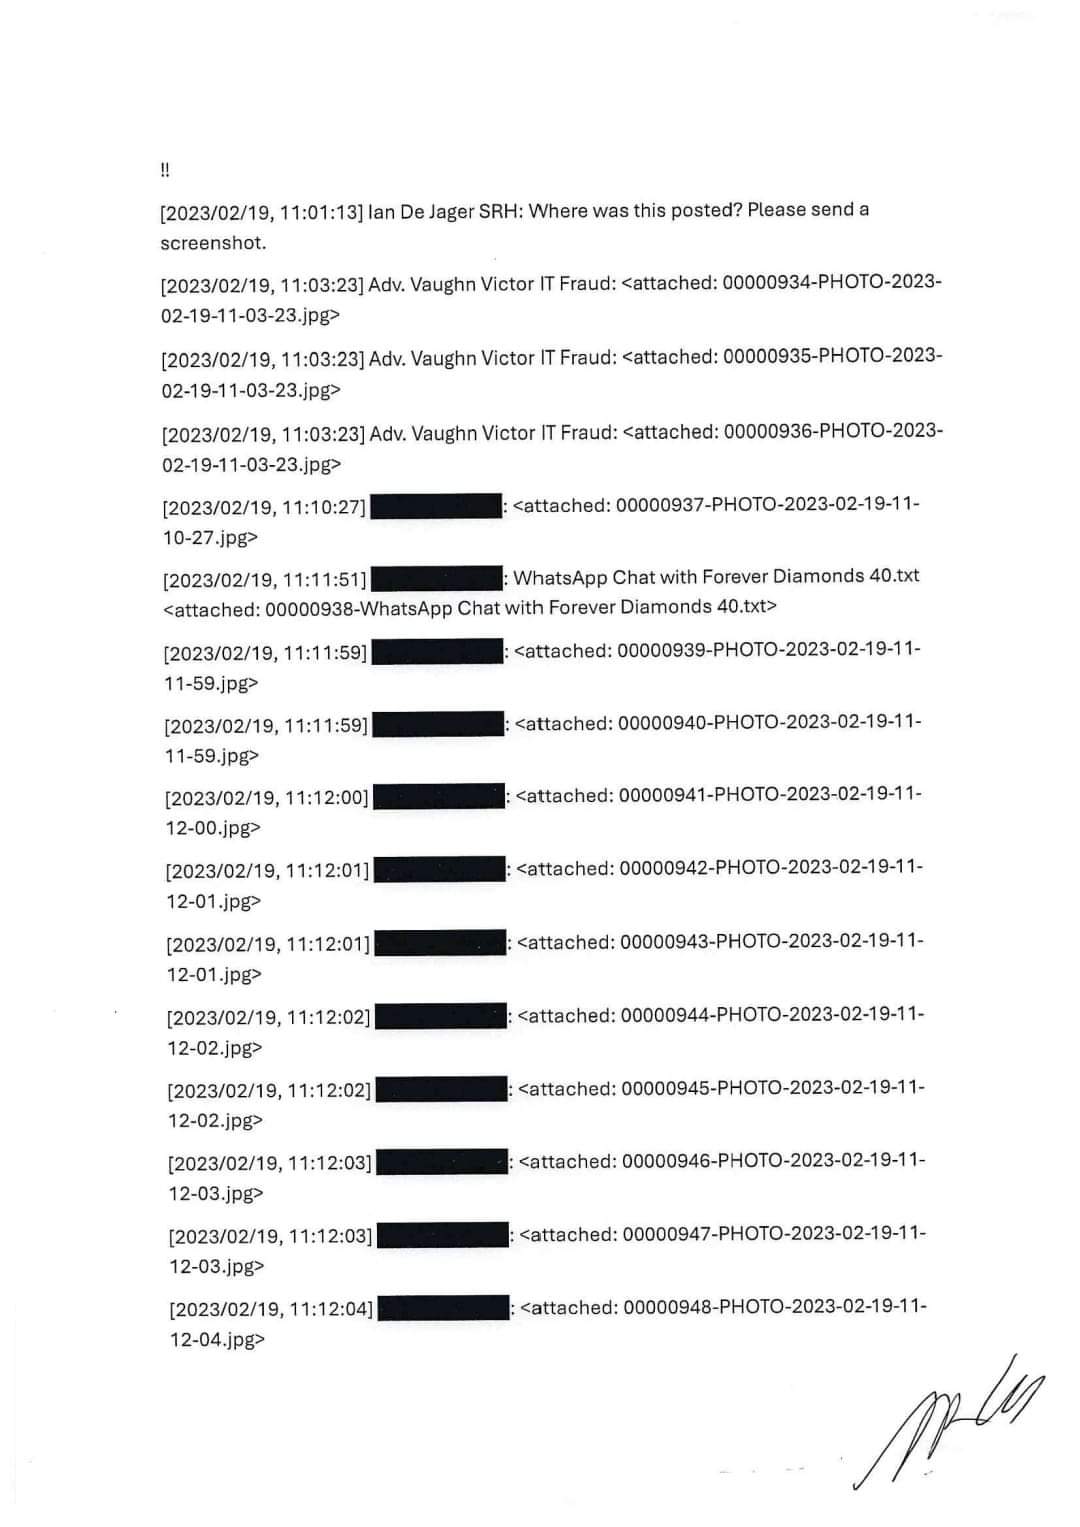 !!
[2023/02/19, 11:01:13] Ian De Jager SRH: Where was this posted? Please send a
screenshot.
[2023/02/19, 11:03:23] Adv. Vaughn Victor IT Fraud: <attached: 00000934-PHOTO-2023-
02-19-11-03-23.jpg>
[2023/02/19, 11:03:23] Adv. Vaughn Victor IT Fraud: <attached: 00000935-PHOTO-2023-
02-19-11-03-23.jpg>
[2023/02/19, 11:03:23] Adv. Vaughn Victor IT Fraud: <attached: 00000936-PHOTO-2023-
02-19-11-03-23.jpg>
[2023/02/19, 11:10:27] : <attached: 00000937-PHOTO-2023-02-19-11-
10-27.jpg>
[2023/02/19, 11:11:51] : WhatsApp Chat with Forever Diamonds 40.txt
<attached: 00000938-WhatsApp Chat with Forever Diamonds 40.txt>
[2023/02/19, 11:11:59] : <attached: 00000939-PHOTO-2023-02-19-11-
11-59.jpg>
[2023/02/19, 11:11:59] : <attached: 00000940-PHOTO-2023-02-19-11-
11-59.jpg>
[2023/02/19, 11:12:00] : <attached: 00000941-PHOTO-2023-02-19-11-
12-00.jpg>
[2023/02/19, 11:12:01] : <attached: 00000942-PHOTO-2023-02-19-11-
12-01.jpg>
[2023/02/19, 11:12:01] : <attached: 00000943-PHOTO-2023-02-19-11-
12-01.jpg>
[2023/02/19, 11:12:02] : <attached: 00000944-PHOTO-2023-02-19-11-
12-02.jpg>
[2023/02/19, 11:12:02] : <attached: 00000945-PHOTO-2023-02-19-11-
12-02.jpg>
[2023/02/19, 11:12:03] : <attached: 00000946-PHOTO-2023-02-19-11-
12-03.jpg>
[2023/02/19, 11:12:03] : <attached: 00000947-PHOTO-2023-02-19-11-
12-03.jpg>
[2023/02/19, 11:12:04] : <attached: 00000948-PHOTO-2023-02-19-11-
12-04.jpg>